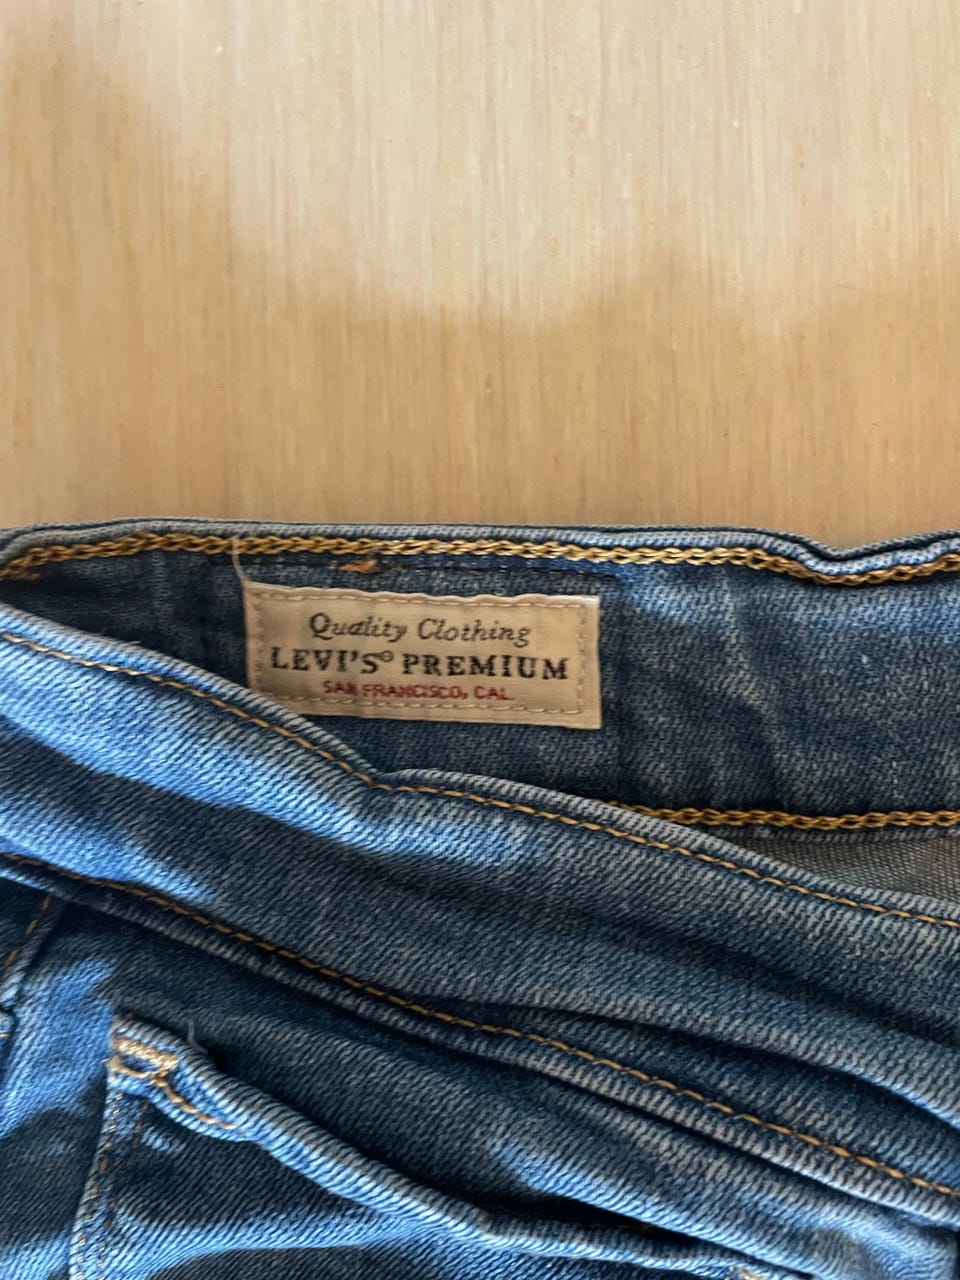 Quality Clothing
LEVI'S® PREMIUM
SAN FRANCISCO, CAL.